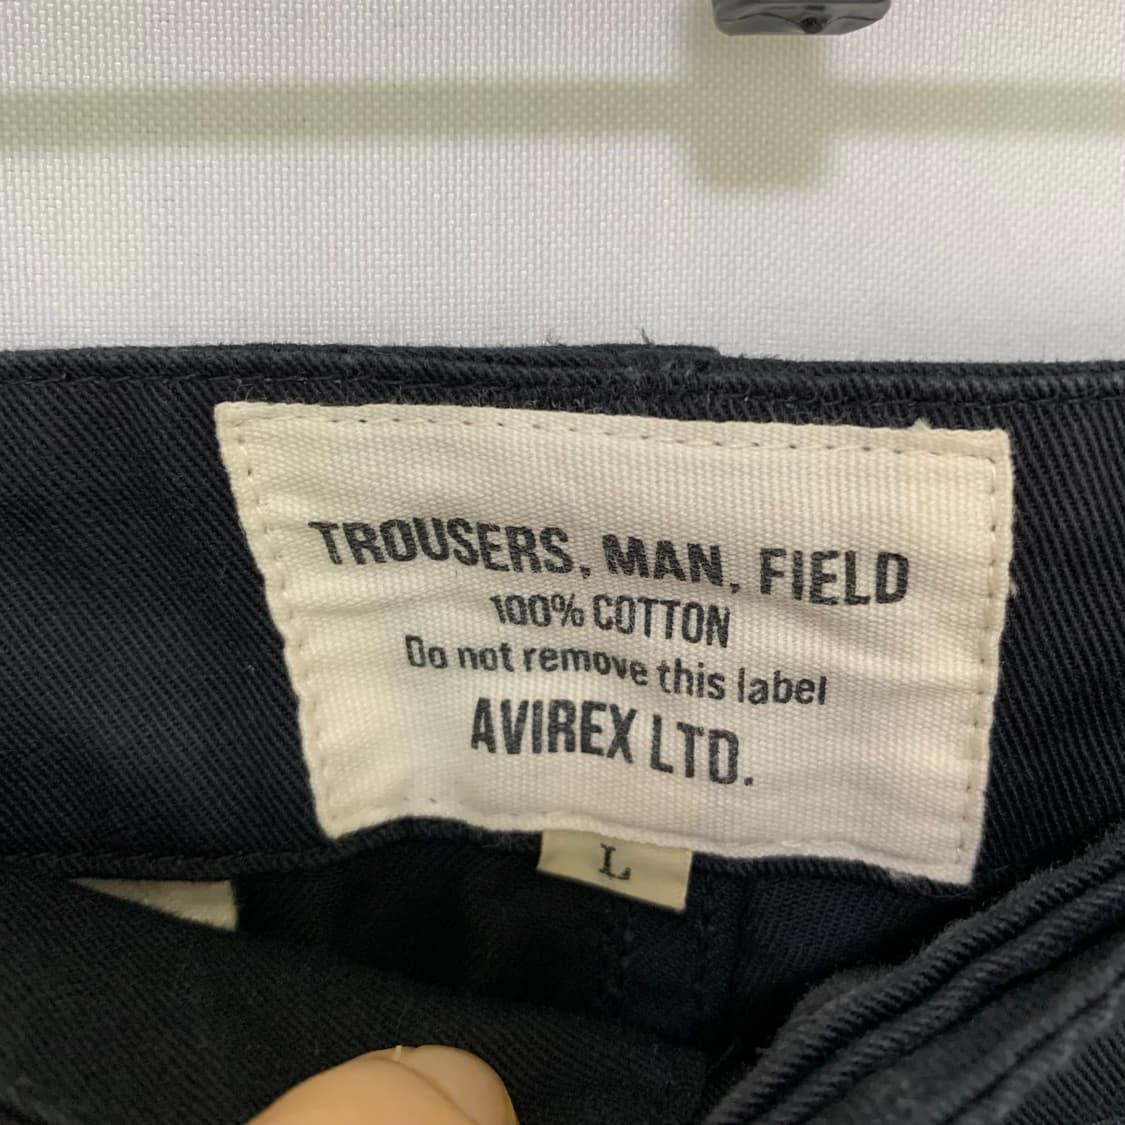 TROUSERS, MAN, FIELD
100% COTTON
Do not remove this label
AVIREX LTD.
L